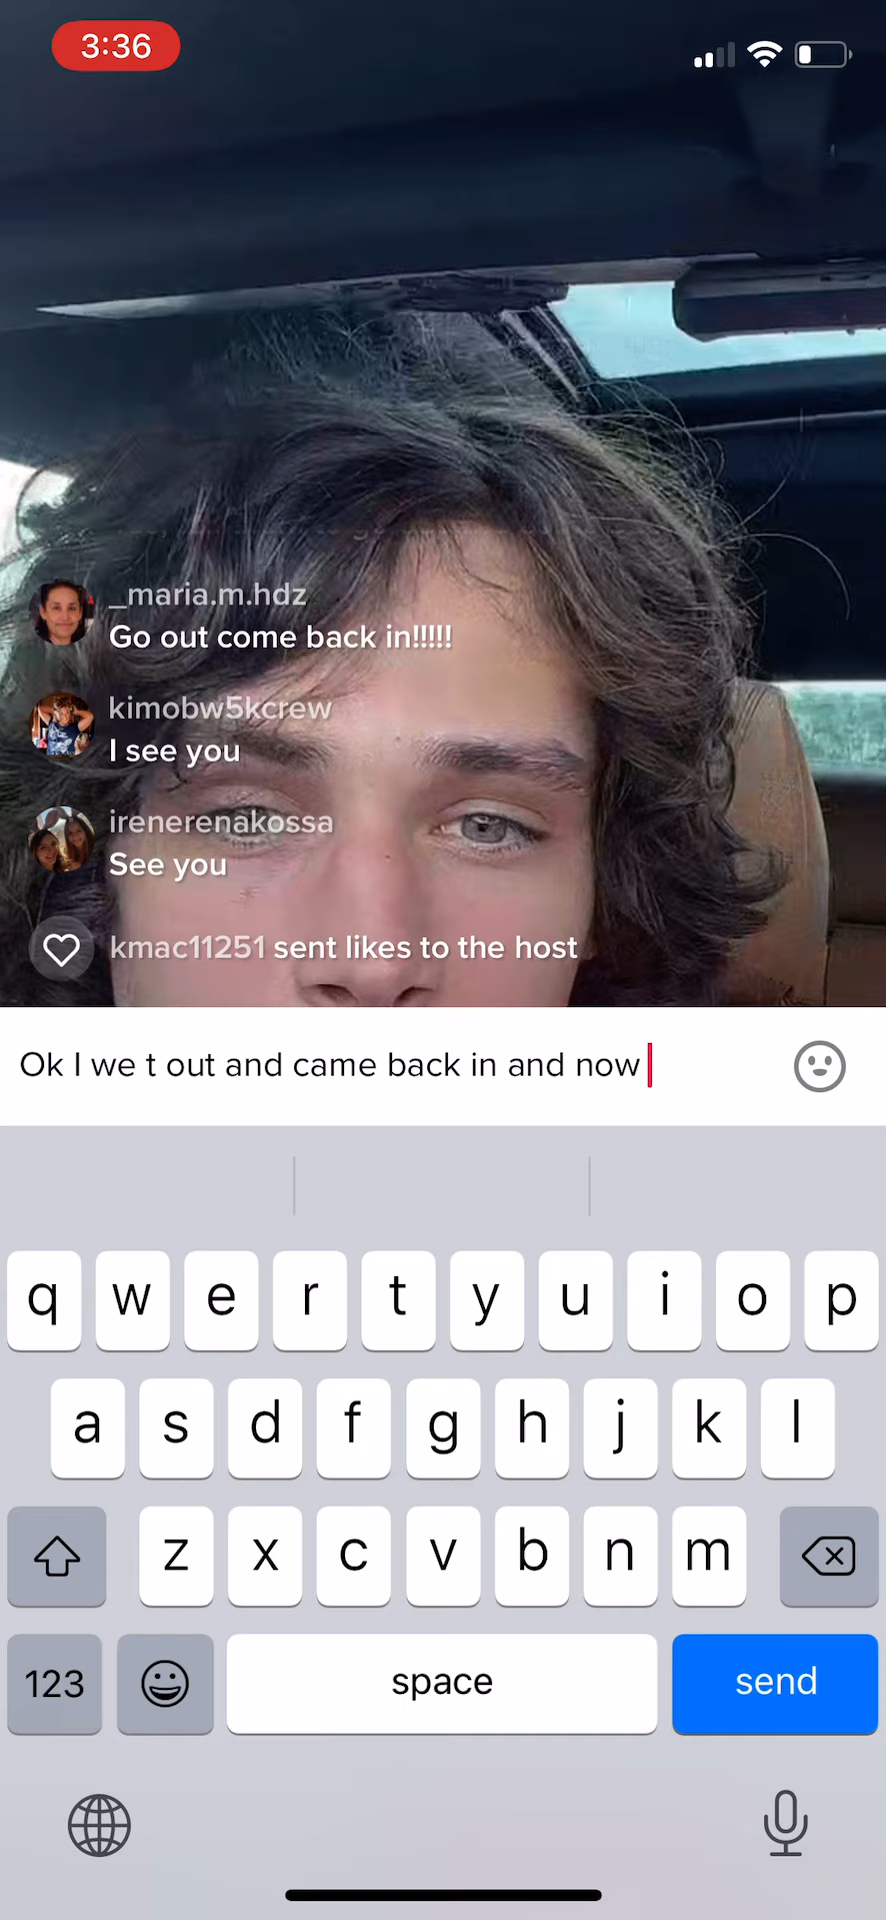 3:36
_maria.m.hdz
Go out come back in!!!!!
kimobw5kcrew
I see you
irenerenakossa
See you
kmac11251 sent likes to the host
Ok I we t out and came back in and now
q w e r t y u i o p
a s d f g h j k l
z x c v b n m
123 space send